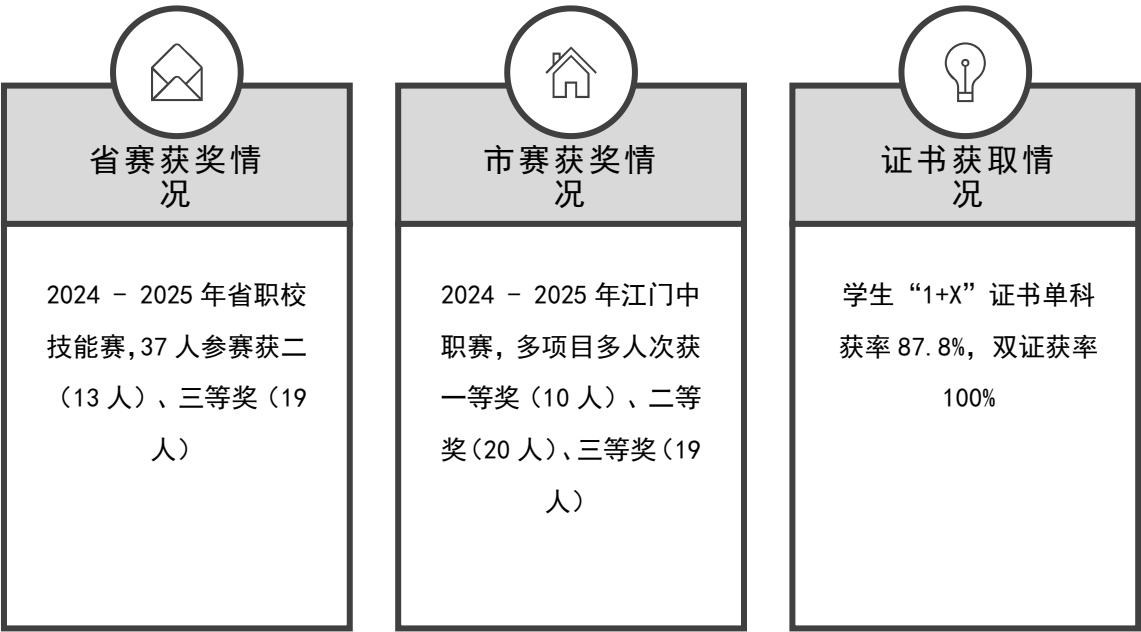 省赛获奖情
况
2024 - 2025 年省职校
技能赛,37 人参赛获二
（13 人）、三等奖（19
人）
市赛获奖情
况
2024 - 2025 年江门中
职赛，多项目多人次获
一等奖（10 人）、二等
奖（20 人）、三等奖（19
人）
证书获取情
况
学生“1+X”证书单科
获率 87.8%，双证获率
100%